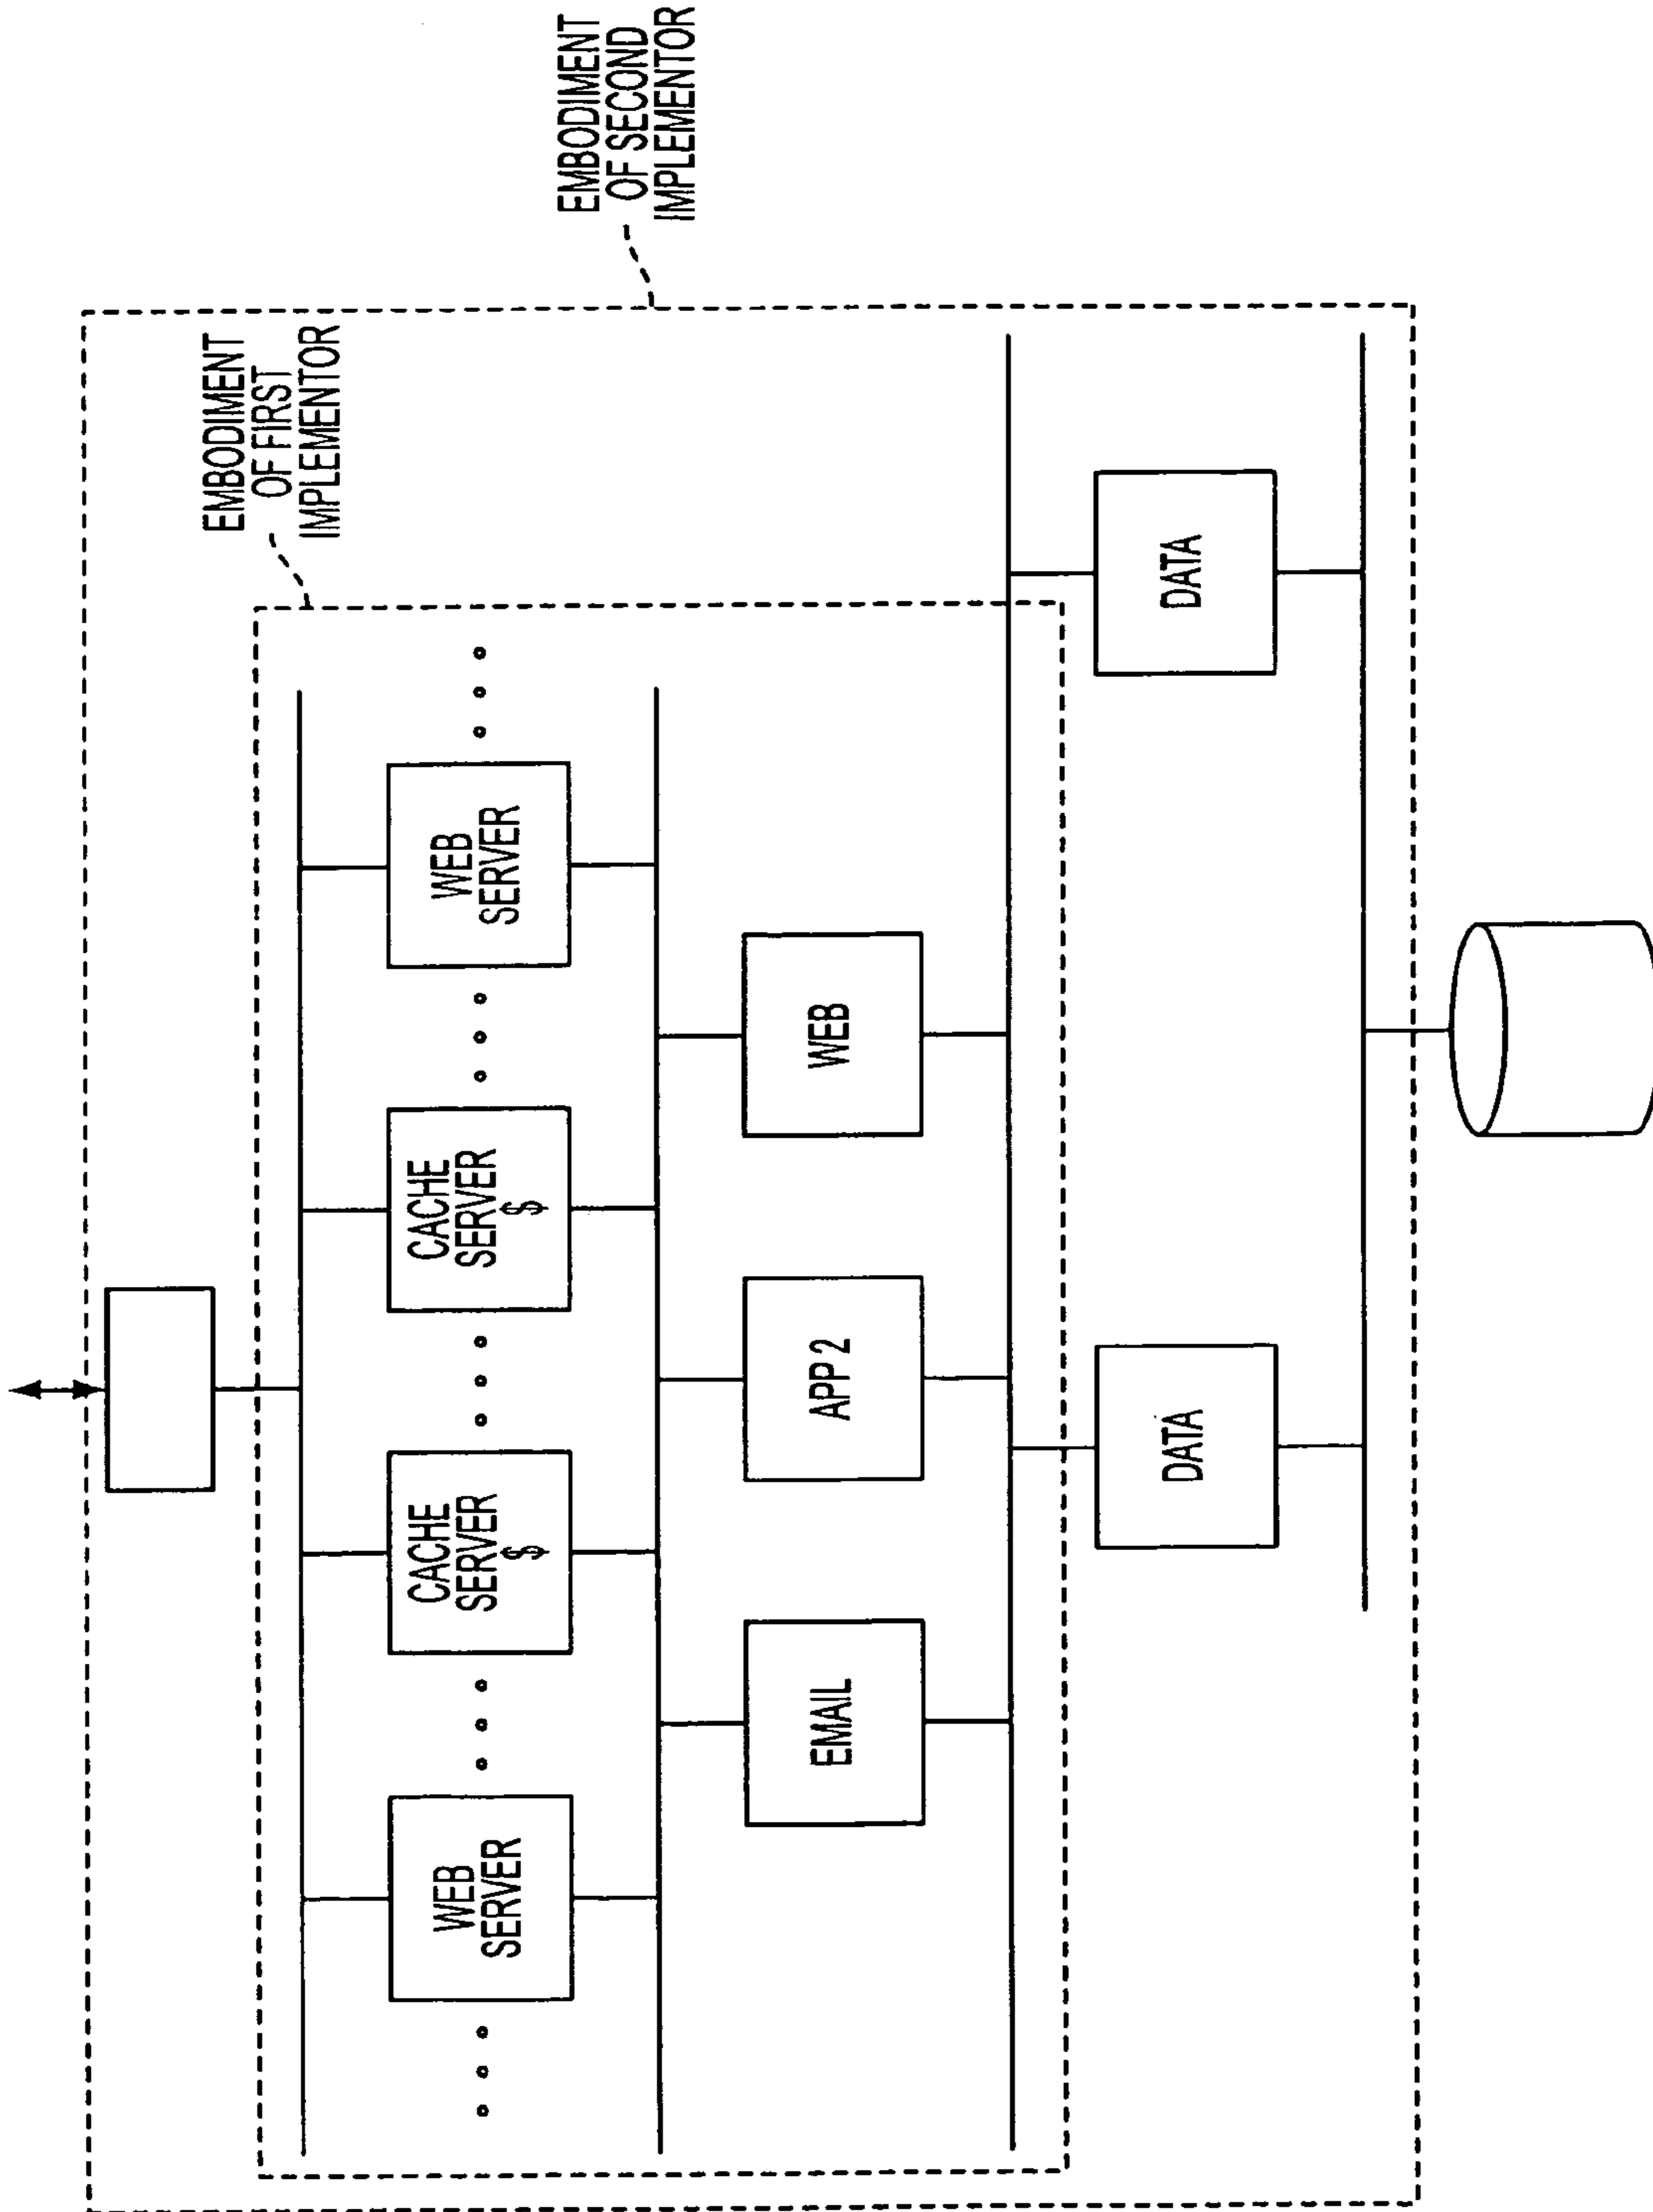 EMBODIMENT
OF SECOND
IMPLEMENTOR
EMBODIMENT
OF FIRST
IMPLEMENTOR
WEB
SERVER
CACHE
SERVER
$
CACHE
SERVER
$
WEB
SERVER
WEB
APP 2
EMAIL
DATA
DATA